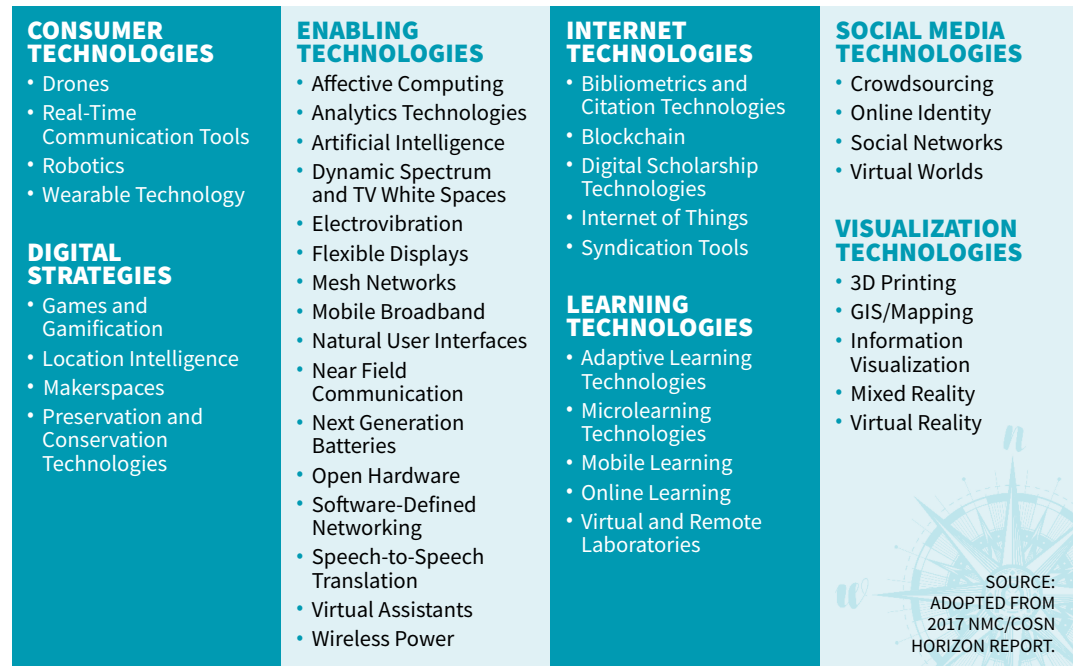 CONSUMER
TECHNOLOGIES
• Drones
• Real-Time
Communication Tools
• Robotics
• Wearable Technology
DIGITAL
STRATEGIES
• Games and
Gamification
• Location Intelligence
• Makerspaces
• Preservation and
Conservation
Technologies
ENABLING
TECHNOLOGIES
• Affective Computing
• Analytics Technologies
• Artificial Intelligence
• Dynamic Spectrum
and TV White Spaces
• Electrovibration
• Flexible Displays
• Mesh Networks
• Mobile Broadband
• Natural User Interfaces
• Near Field
Communication
• Next Generation
Batteries
• Open Hardware
• Software-Defined
Networking
• Speech-to-Speech
Translation
• Virtual Assistants
• Wireless Power
INTERNET
TECHNOLOGIES
• Bibliometrics and
Citation Technologies
• Blockchain
• Digital Scholarship
Technologies
• Internet of Things
• Syndication Tools
LEARNING
TECHNOLOGIES
• Adaptive Learning
Technologies
• Microlearning
Technologies
• Mobile Learning
• Online Learning
• Virtual and Remote
Laboratories
SOCIAL MEDIA
TECHNOLOGIES
• Crowdsourcing
• Online Identity
• Social Networks
• Virtual Worlds
VISUALIZATION
TECHNOLOGIES
• 3D Printing
• GIS/Mapping
• Information
Visualization
• Mixed Reality
• Virtual Reality
n
w
SOURCE:
ADOPTED FROM
2017 NMC/COSN
HORIZON REPORT.